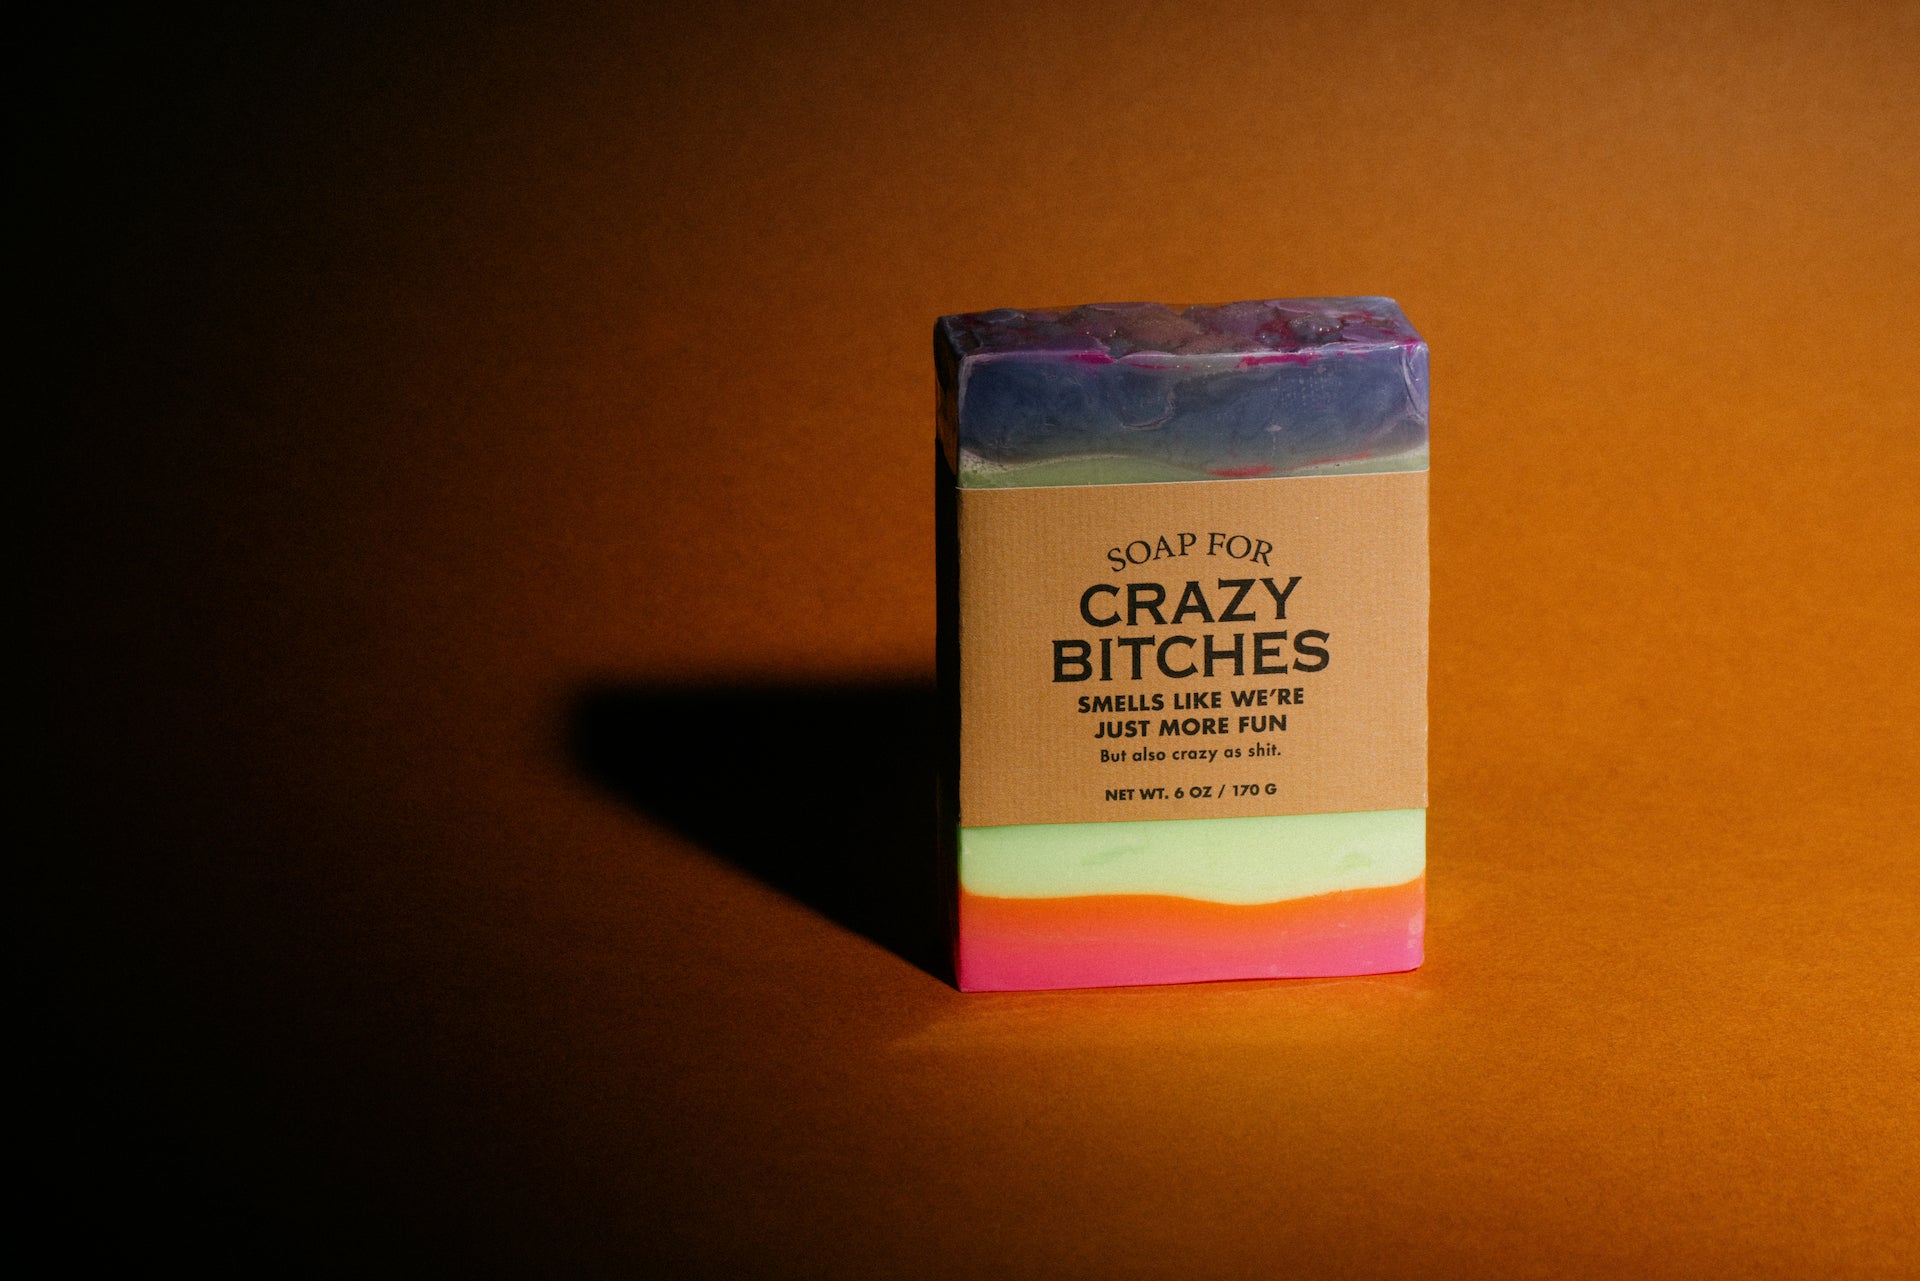 SOAP FOR
CRAZY
BITCHES
SMELLS LIKE WE'RE
JUST MORE FUN
But also crazy as shit.
NET WT. 6 OZ / 170 G